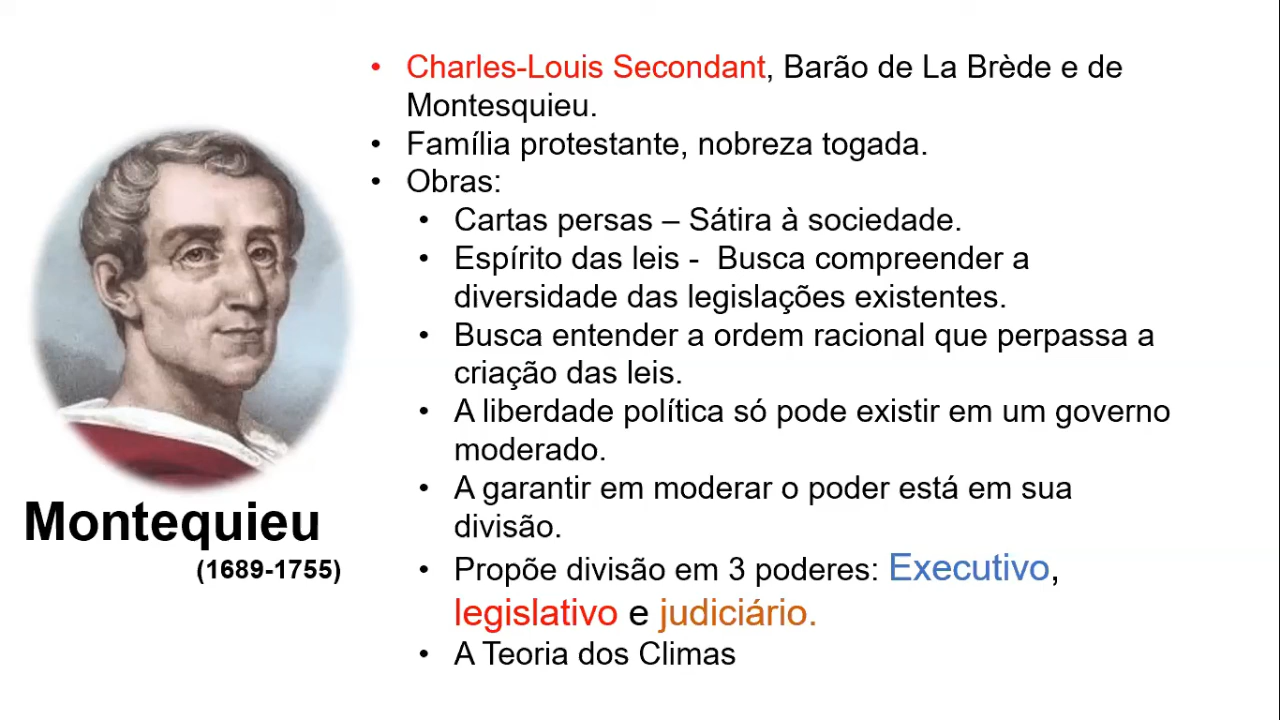 • Charles-Louis Secondant, Barão de La Brède e de
Montesquieu.
• Família protestante, nobreza togada.
• Obras:
• Cartas persas – Sátira à sociedade.
• Espírito das leis - Busca compreender a
diversidade das legislações existentes.
• Busca entender a ordem racional que perpassa a
criação das leis.
• A liberdade política só pode existir em um governo
moderado.
• A garantir em moderar o poder está em sua
divisão.
• Propõe divisão em 3 poderes: Executivo,
legislativo e judiciário.
• A Teoria dos Climas
Montequieu
(1689-1755)